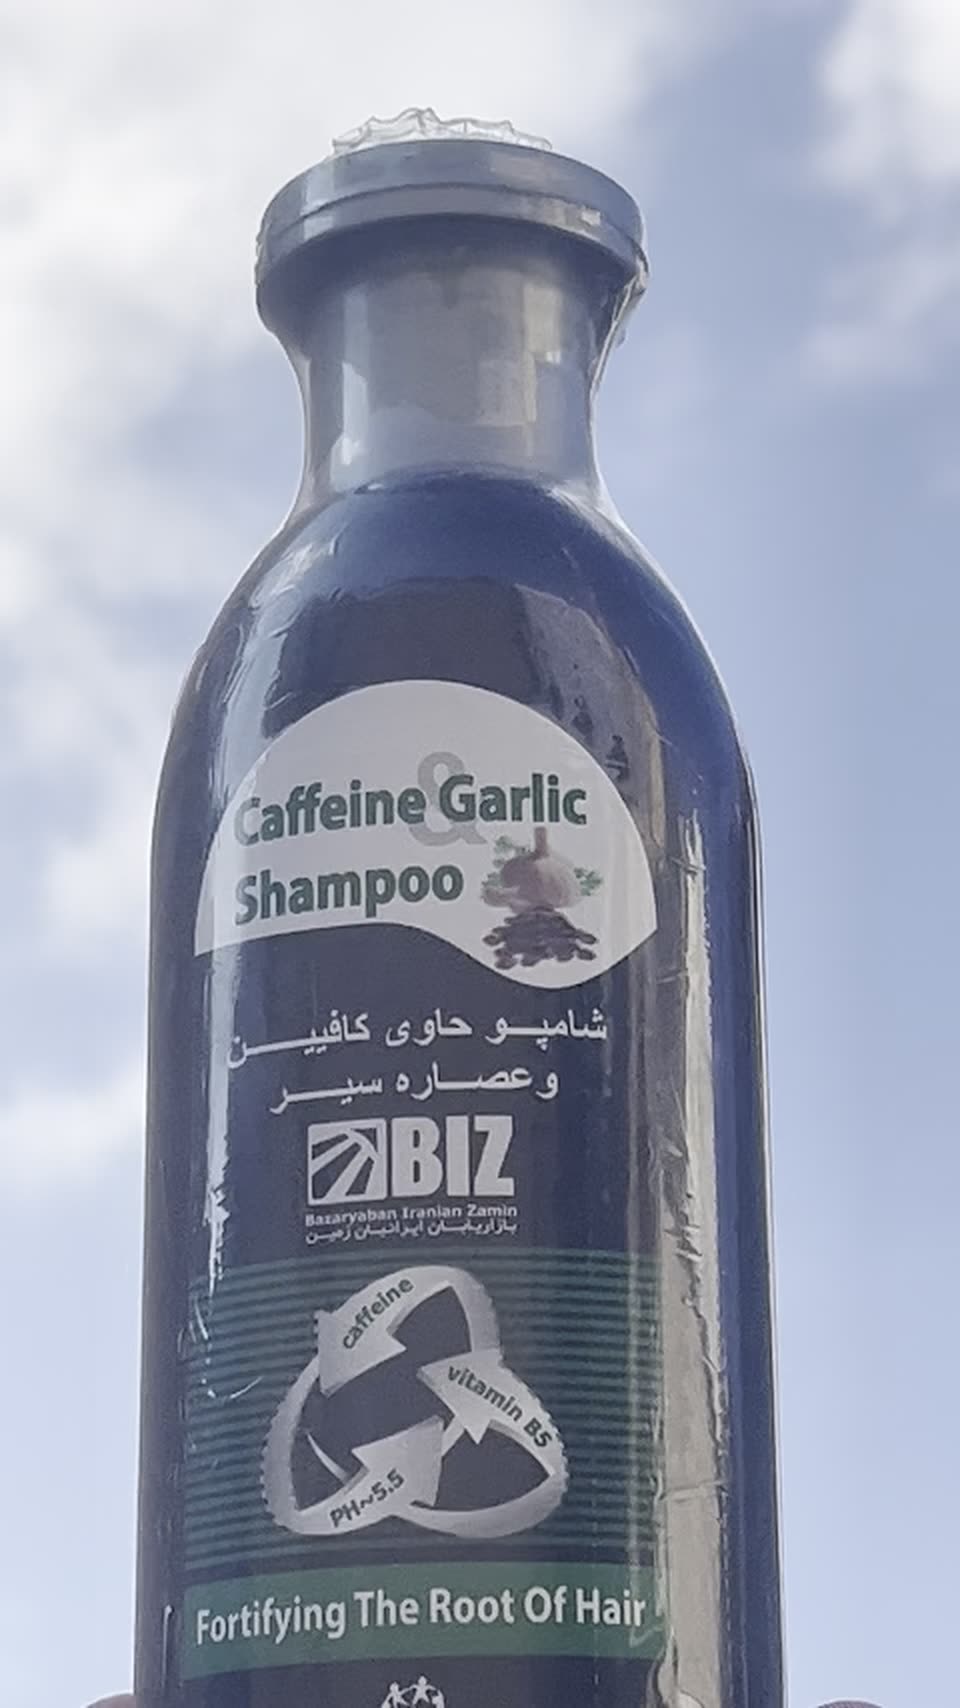 Caffeine & Garlic
Shampoo
شامپو حاوی کافیین
و عصاره سیر
BIZ
Bazaryaban Iranian Zamin
بازاریابان ایرانیان زمین
caffeine
vitamin B5
PH~5.5
Fortifying The Root Of Hair